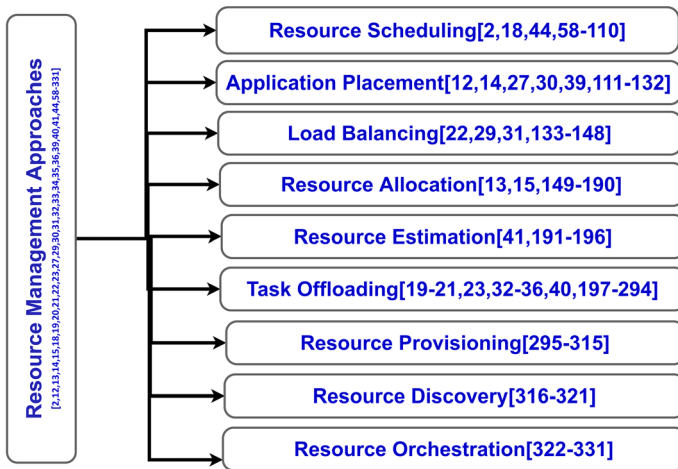 Resource Management Approaches
[2,12,13,14,15,18,19,20,21,22,23,27,29,30,31,32,33,34,35,36,39,40,41,44,58-331]
Resource Scheduling[2,18,44,58-110]
Application Placement[12,14,27,30,39,111-132]
Load Balancing[22,29,31,133-148]
Resource Allocation[13,15,149-190]
Resource Estimation[41,191-196]
Task Offloading[19-21,23,32-36,40,197-294]
Resource Provisioning[295-315]
Resource Discovery[316-321]
Resource Orchestration[322-331]